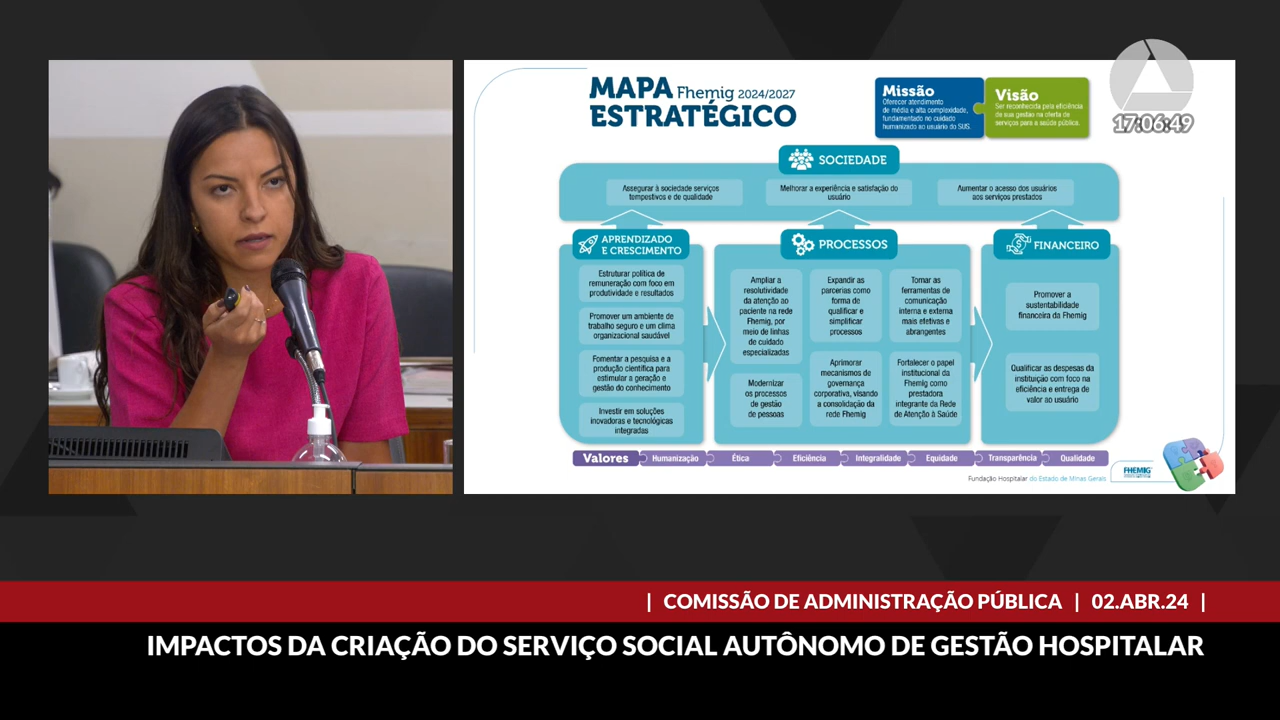 MAPA Fhemig 2024/2027
ESTRATÉGICO
Missão
Oferecer atendimento
de média e alta complexidade,
fundamentado no cuidado
humanizado ao usuário do SUS.
Visão
Ser reconhecida pela eficiência
de sua gestão na oferta de
serviços para a saúde pública.
17:06:49
SOCIEDADE
Assegurar à sociedade serviços
tempestivos e de qualidade
Melhorar a experiência e satisfação do
usuário
Aumentar o acesso dos usuários
aos serviços prestados
APRENDIZADO
E CRESCIMENTO
Estruturar política de
remuneração com foco em
produtividade e resultados
Promover um ambiente de
trabalho seguro e um clima
organizacional saudável
Fomentar a pesquisa e a
produção científica para
estimular a geração e
gestão do conhecimento
Investir em soluções
inovadoras e tecnológicas
integradas
PROCESSOS
Ampliar a
resolutividade
da atenção ao
paciente na rede
Fhemig, por
meio de linhas
de cuidado
especializadas
Modernizar
os processos
de gestão
de pessoas
Expandir as
parcerias como
forma de
qualificar e
simplificar
processos
Aprimorar
mecanismos de
governança
corporativa, visando
a consolidação da
rede Fhemig
Tornar as
ferramentas de
comunicação
interna e externa
mais efetivas e
abrangentes
Fortalecer o papel
institucional da
Fhemig como
prestadora
integrante da Rede
de Atenção à Saúde
FINANCEIRO
Promover a
sustentabilidade
financeira da Fhemig
Qualificar as despesas da
instituição com foco na
eficiência e entrega de
valor ao usuário
Valores Humanização Ética Eficiência Integralidade Equidade Transparência Qualidade
Fundação Hospitalar do Estado de Minas Gerais
FHEMIG
| COMISSÃO DE ADMINISTRAÇÃO PÚBLICA | 02.ABR.24 |
IMPACTOS DA CRIAÇÃO DO SERVIÇO SOCIAL AUTÔNOMO DE GESTÃO HOSPITALAR